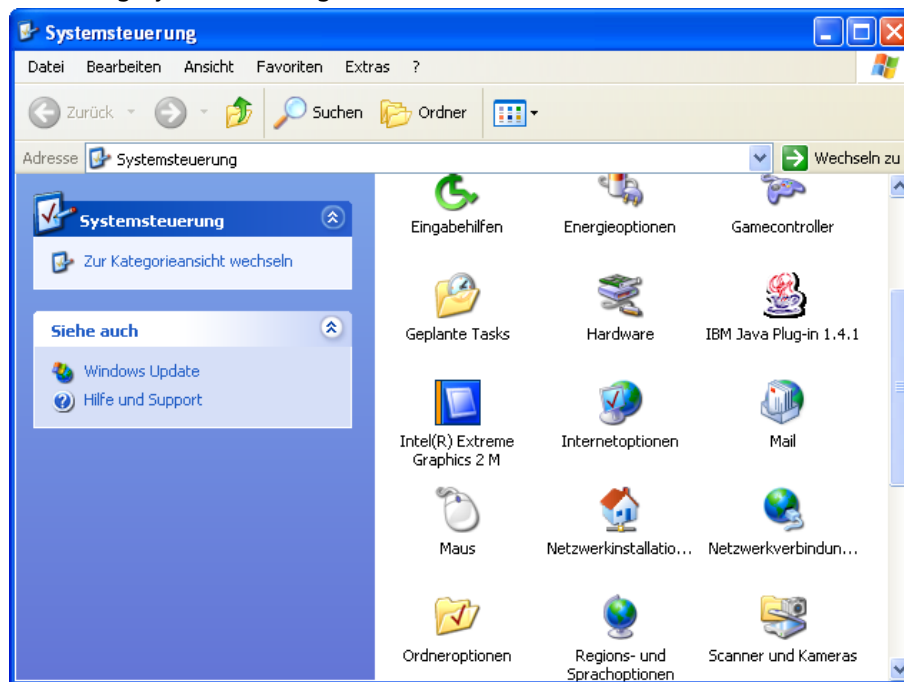 Systemsteuerung
Datei Bearbeiten Ansicht Favoriten Extras ?
Zurück Suchen Ordner
Adresse Systemsteuerung Wechseln zu
Systemsteuerung
Zur Kategorieansicht wechseln
Siehe auch
Windows Update
Hilfe und Support
Eingabehilfen Energieoptionen Gamecontroller
Geplante Tasks Hardware IBM Java Plug-in 1.4.1
Intel(R) Extreme
Graphics 2 M
Internetoptionen Mail
Maus Netzwerkinstallatio... Netzwerkverbindun...
Ordneroptionen
Regions- und
Sprachoptionen
Scanner und Kameras